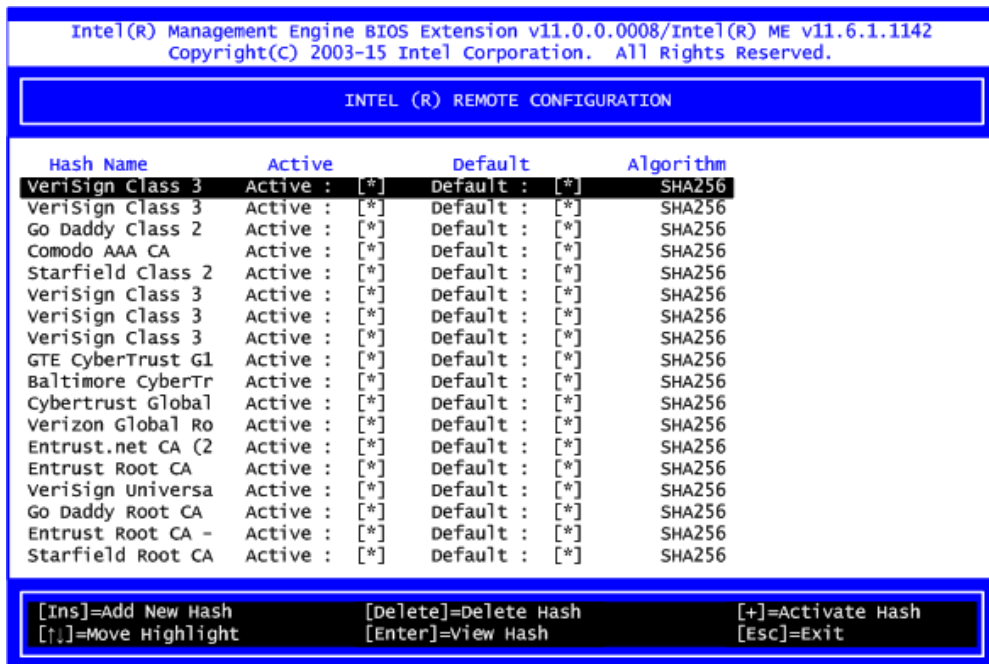 Intel(R) Management Engine BIOS Extension v11.0.0.0008/Intel(R) ME v11.6.1.1142
Copyright(C) 2003-15 Intel Corporation. All Rights Reserved.
INTEL (R) REMOTE CONFIGURATION
Hash Name Active Default Algorithm
VeriSign Class 3 Active : [*] Default : [*] SHA256
VeriSign Class 3 Active : [*] Default : [*] SHA256
Go Daddy Class 2 Active : [*] Default : [*] SHA256
Comodo AAA CA Active : [*] Default : [*] SHA256
Starfield Class 2 Active : [*] Default : [*] SHA256
VeriSign Class 3 Active : [*] Default : [*] SHA256
VeriSign Class 3 Active : [*] Default : [*] SHA256
VeriSign Class 3 Active : [*] Default : [*] SHA256
GTE CyberTrust G1 Active : [*] Default : [*] SHA256
Baltimore CyberTr Active : [*] Default : [*] SHA256
Cybertrust Global Active : [*] Default : [*] SHA256
Verizon Global Ro Active : [*] Default : [*] SHA256
Entrust.net CA (2 Active : [*] Default : [*] SHA256
Entrust Root CA Active : [*] Default : [*] SHA256
VeriSign Universa Active : [*] Default : [*] SHA256
Go Daddy Root CA Active : [*] Default : [*] SHA256
Entrust Root CA - Active : [*] Default : [*] SHA256
Starfield Root CA Active : [*] Default : [*] SHA256
[Ins]=Add New Hash [Delete]=Delete Hash [+]=Activate Hash
[↑↓]=Move Highlight [Enter]=View Hash [Esc]=Exit